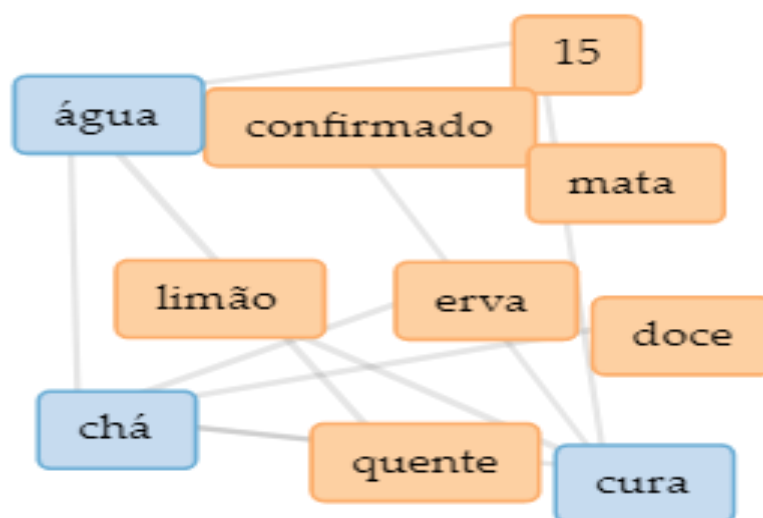 15
água
confirmado
mata
limão
erva
doce
chá
quente
cura